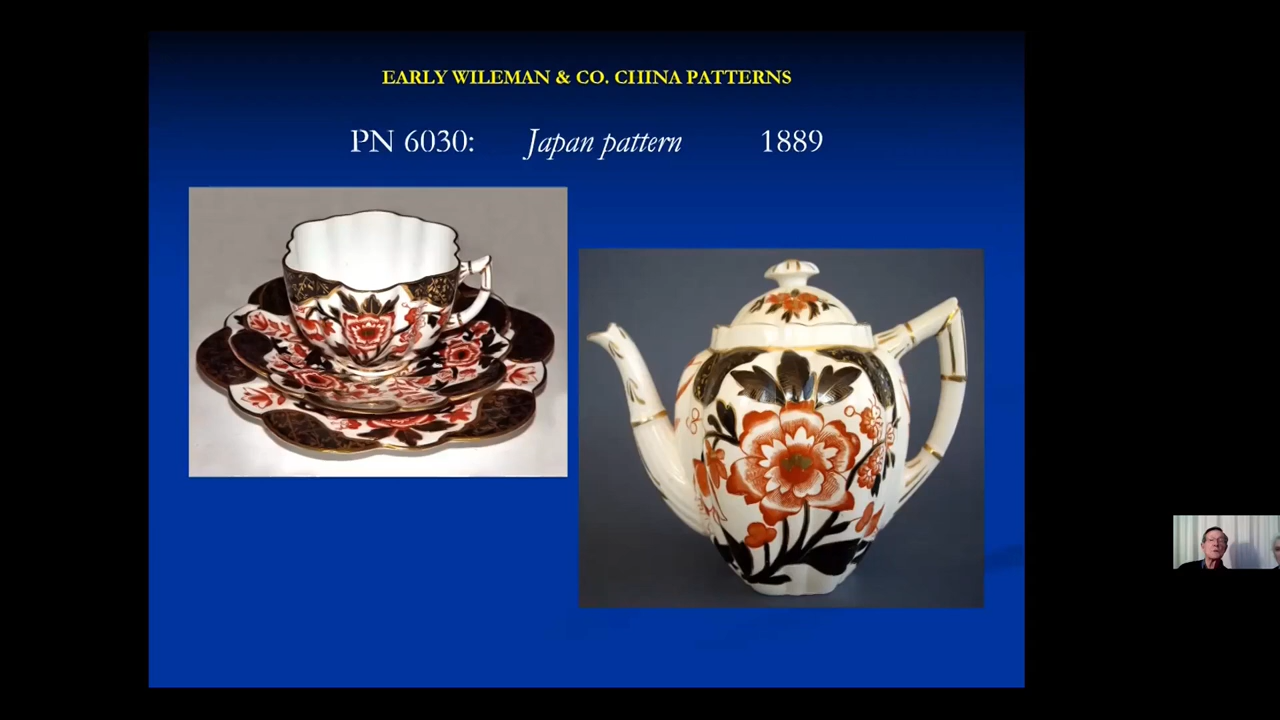 EARLY WILEMAN & CO. CHINA PATTERNS
PN 6030: Japan pattern 1889